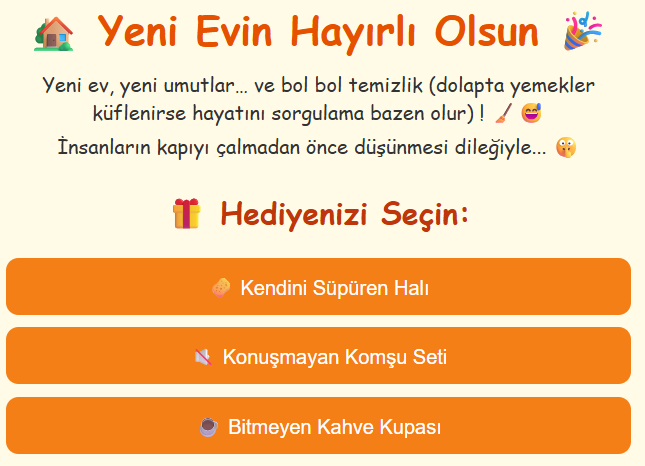 🏠 Yeni Evin Hayırlı Olsun 🎉
Yeni ev, yeni umutlar... ve bol bol temizlik (dolapta yemekler
küflenirse hayatını sorgulama bazen olur) ! 🧹 😅
İnsanların kapıyı çalmadan önce düşünmesi dileğiyle... 🤫
🎁 Hediyenizi Seçin:
🧽 Kendini Süpüren Halı
🔇 Konuşmayan Komşu Seti
☕ Bitmeyen Kahve Kupası